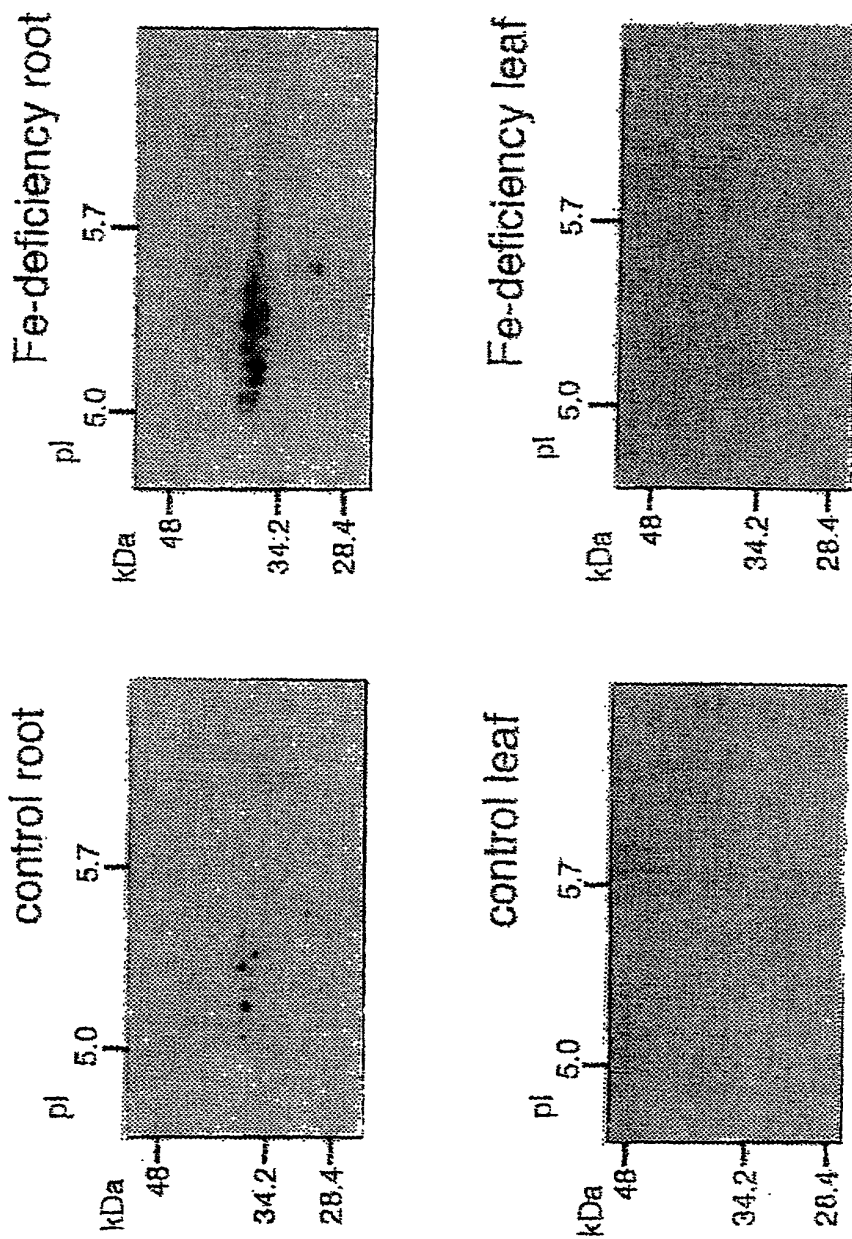 control root
pI
5.0
5.7
kDa
48
34.2
28.4
Fe-deficiency root
pI
5.0
5.7
kDa
48
34.2
28.4
control leaf
pI
5.0
5.7
kDa
48
34.2
28.4
Fe-deficiency leaf
pI
5.0
5.7
kDa
48
34.2
28.4